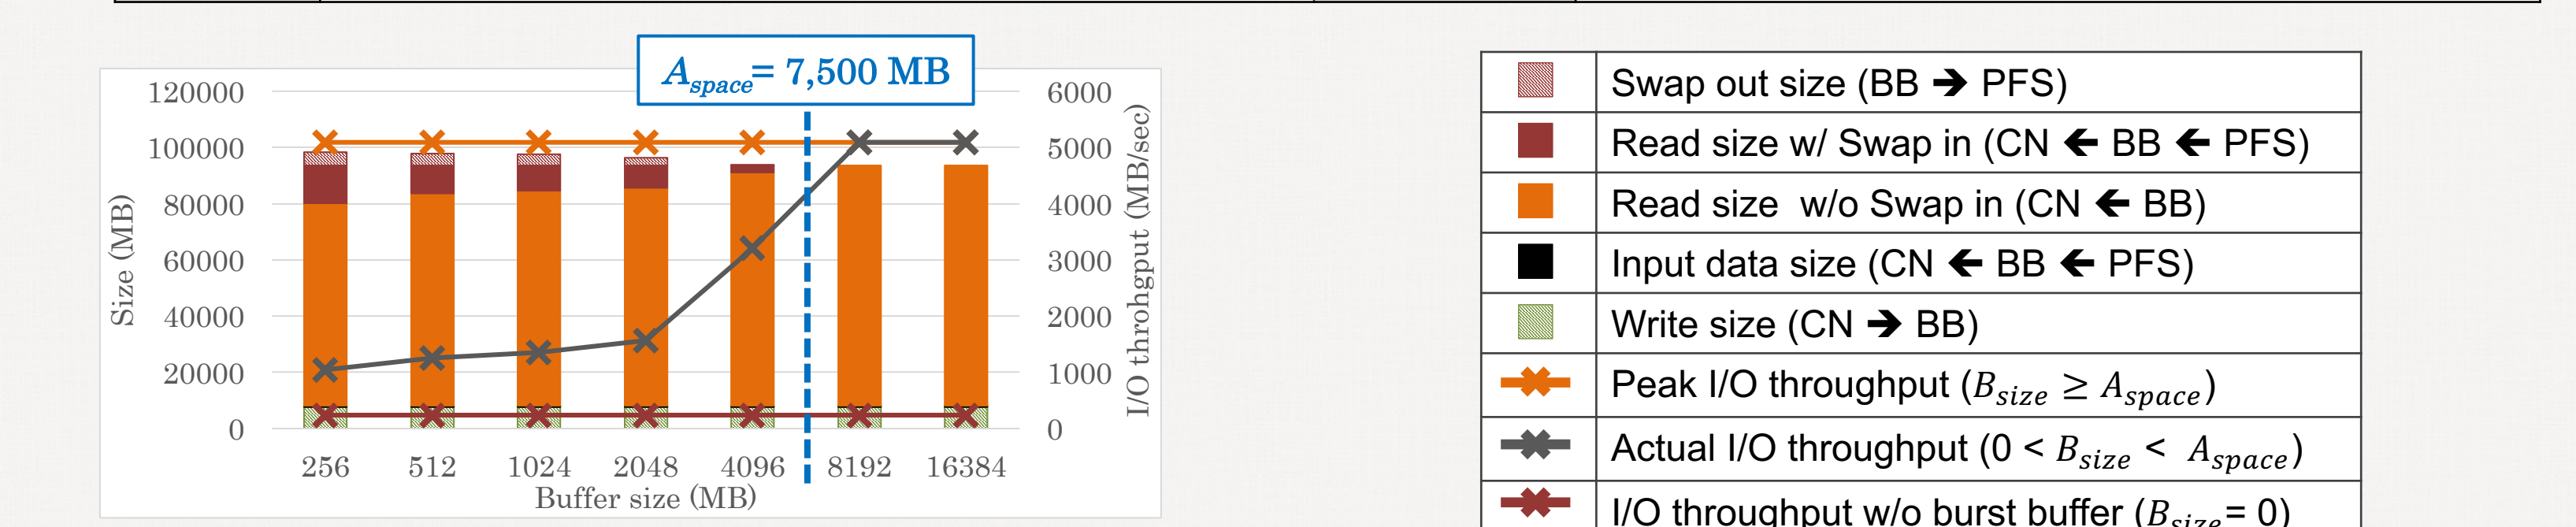 A_space = 7,500 MB
120000
100000
80000
60000
40000
20000
0
Size (MB)
6000
5000
4000
3000
2000
1000
0
I/O throhgput (MB/sec)
256 512 1024 2048 4096 8192 16384
Buffer size (MB)
Swap out size (BB → PFS)
Read size w/ Swap in (CN ← BB ← PFS)
Read size w/o Swap in (CN ← BB)
Input data size (CN ← BB ← PFS)
Write size (CN → BB)
Peak I/O throughput (B_size ≥ A_space)
Actual I/O throughput (0 < B_size < A_space)
I/O throughput w/o burst buffer (B_size = 0)